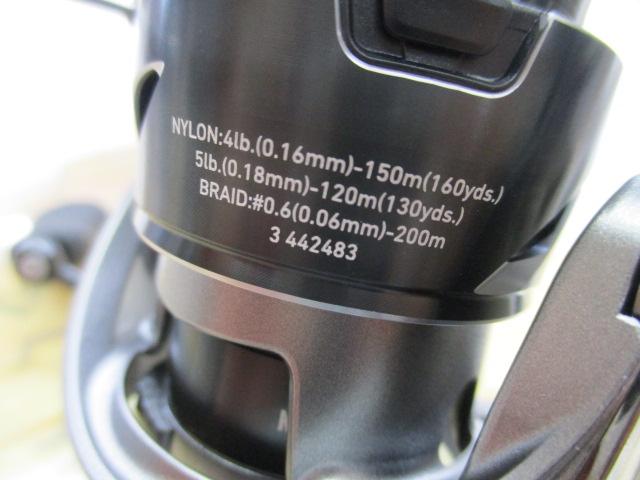 NYLON:4lb.(0.16mm)-150m(160yds.)
5lb.(0.18mm)-120m(130yds.)
BRAID:#0.6(0.06mm)-200m
3 442483